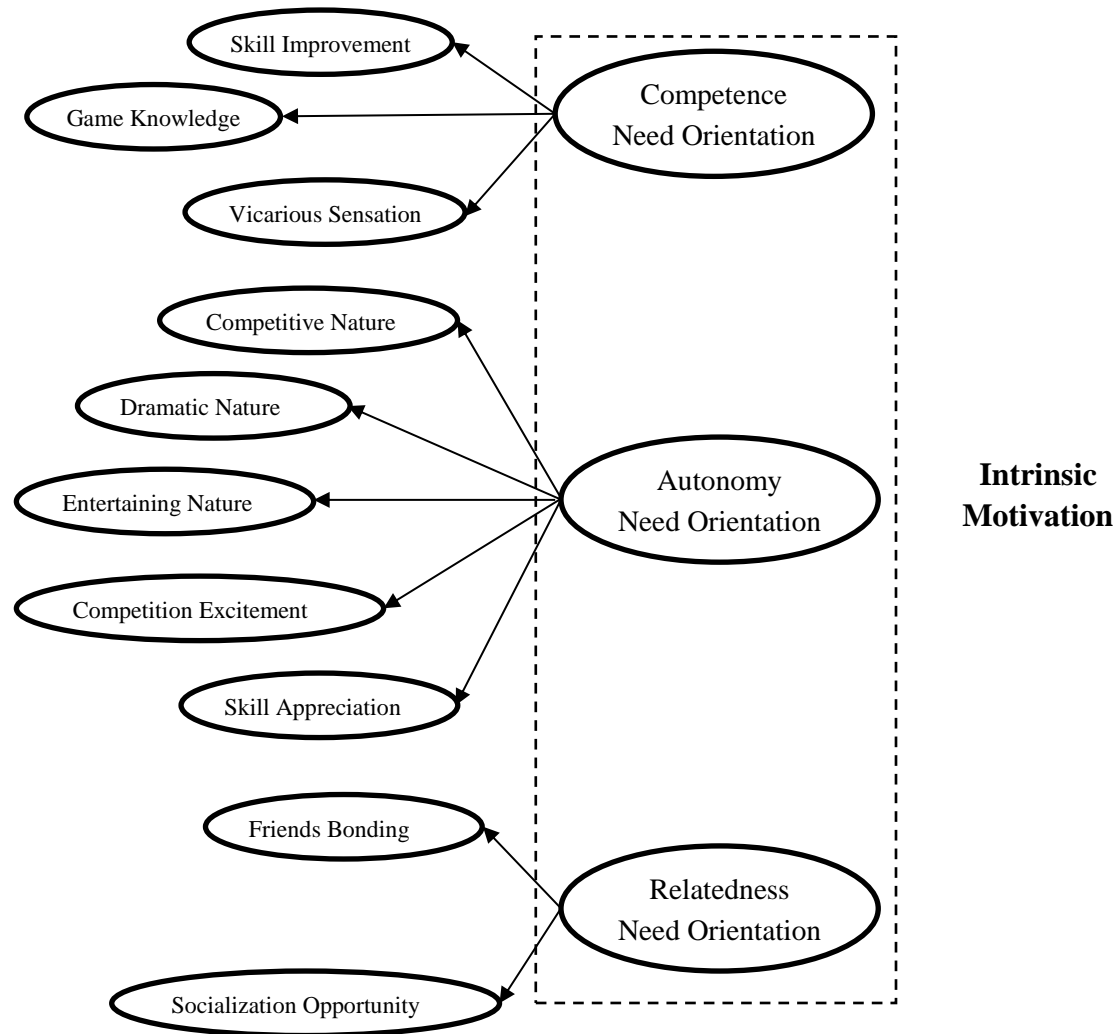 Skill Improvement
Game Knowledge
Vicarious Sensation
Competence
Need Orientation
Competitive Nature
Dramatic Nature
Entertaining Nature
Competition Excitement
Skill Appreciation
Autonomy
Need Orientation
Friends Bonding
Socialization Opportunity
Relatedness
Need Orientation
Intrinsic
Motivation